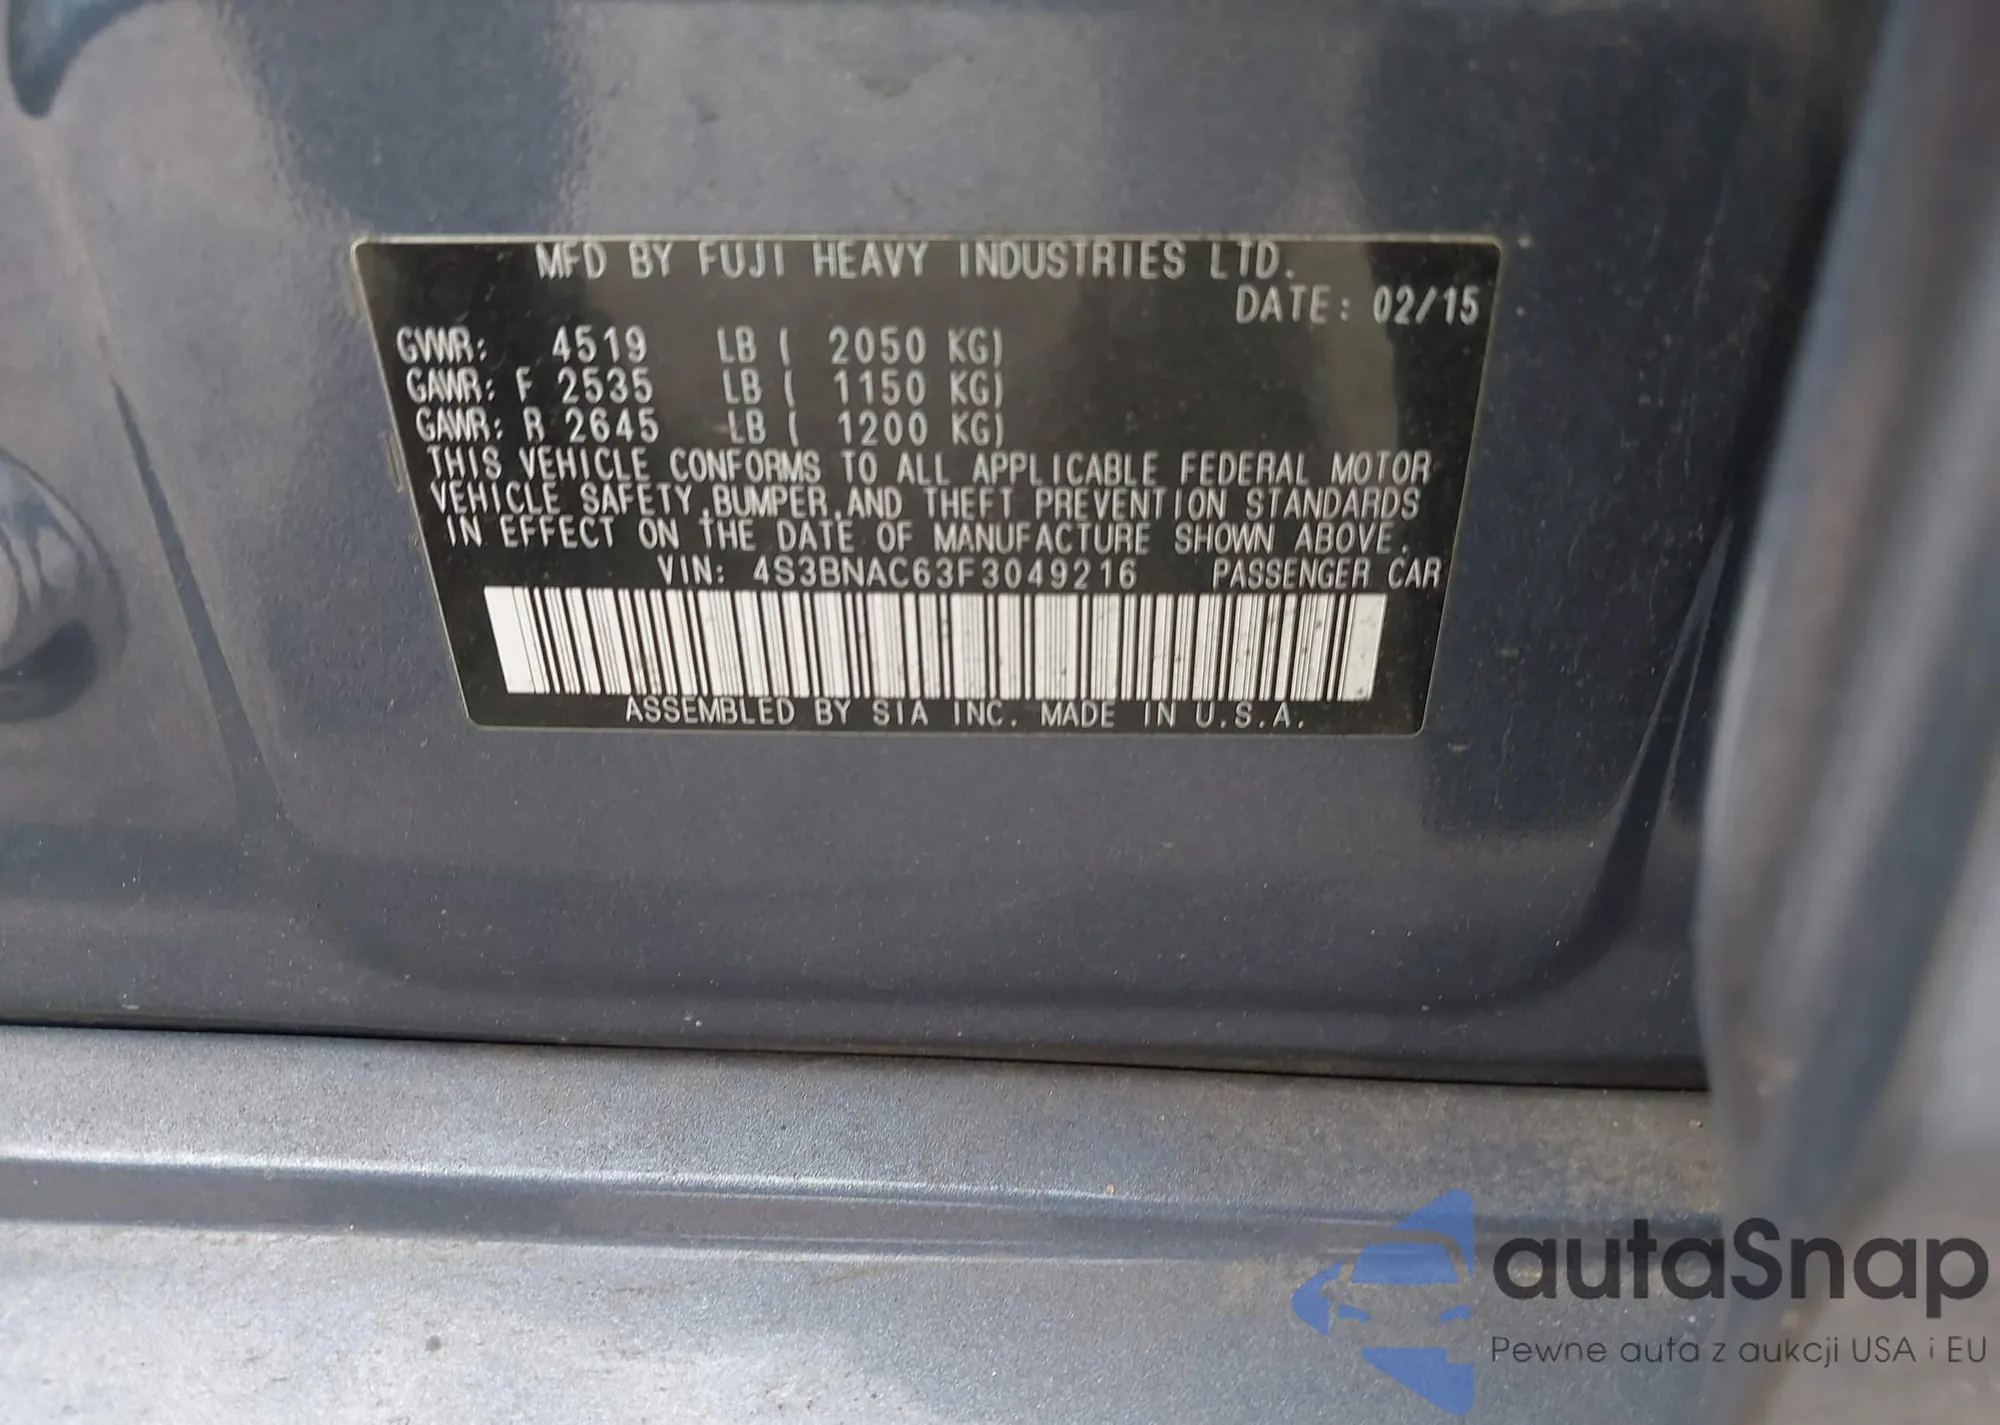 MFD BY FUJI HEAVY INDUSTRIES LTD.
DATE: 02/15
GVWR: 4519 LB ( 2050 KG)
GAWR: F 2535 LB ( 1150 KG)
GAWR: R 2645 LB ( 1200 KG)
THIS VEHICLE CONFORMS TO ALL APPLICABLE FEDERAL MOTOR
VEHICLE SAFETY,BUMPER,AND THEFT PREVENTION STANDARDS
IN EFFECT ON THE DATE OF MANUFACTURE SHOWN ABOVE.
VIN: 4S3BNAC63F3049216 PASSENGER CAR
ASSEMBLED BY SIA INC. MADE IN U.S.A.
autaSnap
Pewne auta z aukcji USA i EU